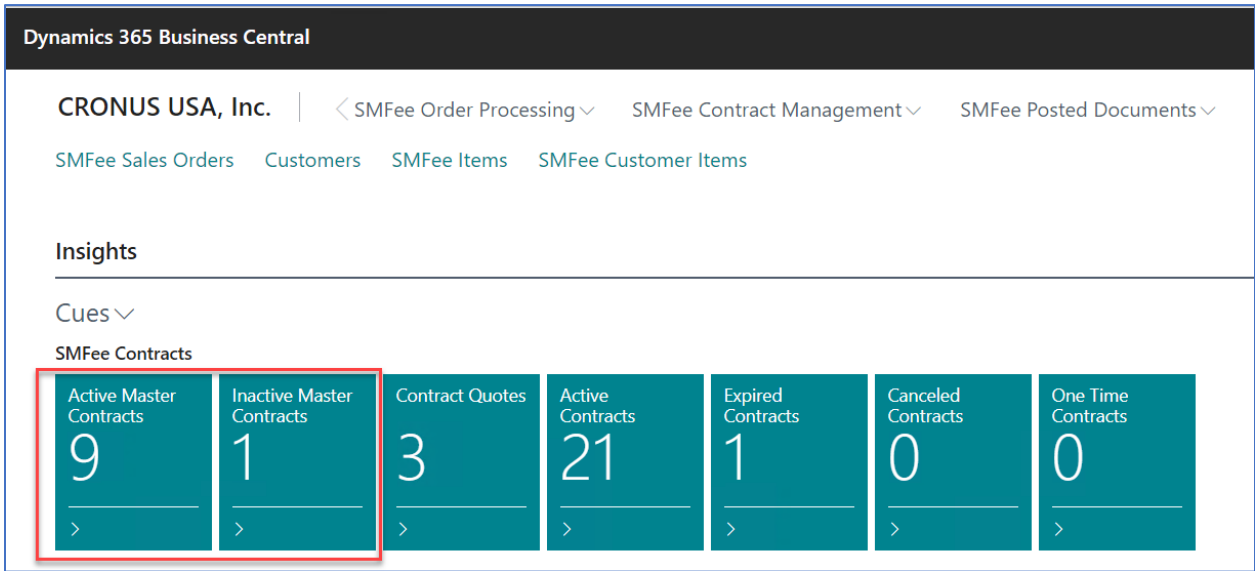 Dynamics 365 Business Central
CRONUS USA, Inc. SMFee Order Processing SMFee Contract Management SMFee Posted Documents
SMFee Sales Orders Customers SMFee Items SMFee Customer Items
Insights
Cues
SMFee Contracts
Active Master
Contracts
9
Inactive Master
Contracts
1
Contract Quotes
3
Active
Contracts
21
Expired
Contracts
1
Canceled
Contracts
0
One Time
Contracts
0